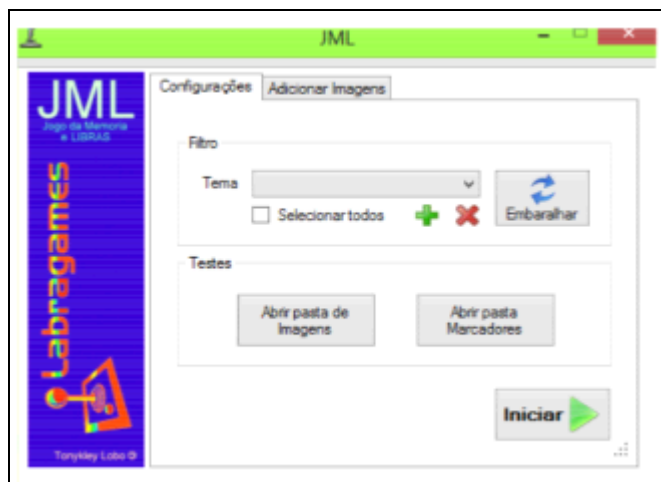 JML
JML
Jogo da Memoria
e LIBRAS
Labragames
Tonykley Lobo ©
Configurações
Adicionar Imagens
Filtro
Tema
Selecionar todos
Embaralhar
Testes
Abrir pasta de
Imagens
Abrir pasta
Marcadores
Iniciar